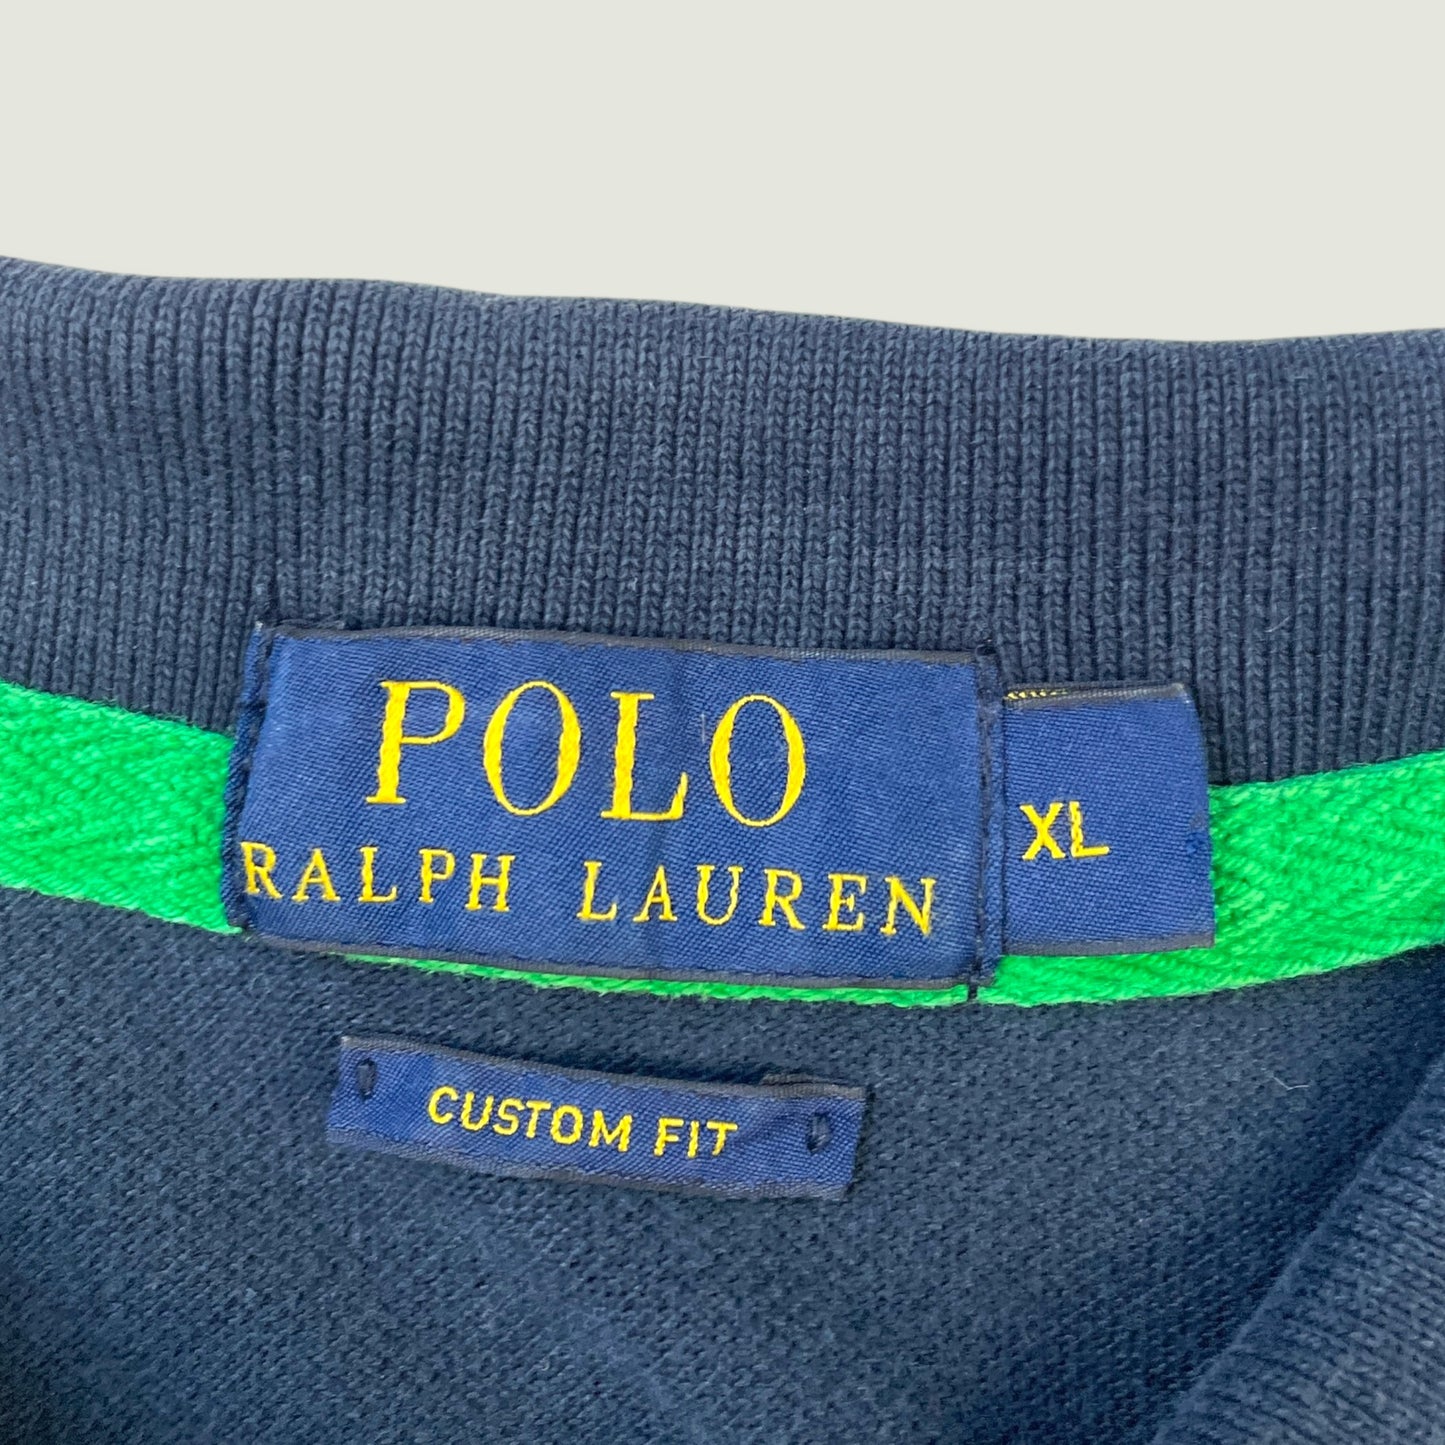 POLO
RALPH LAUREN
XL
CUSTOM FIT